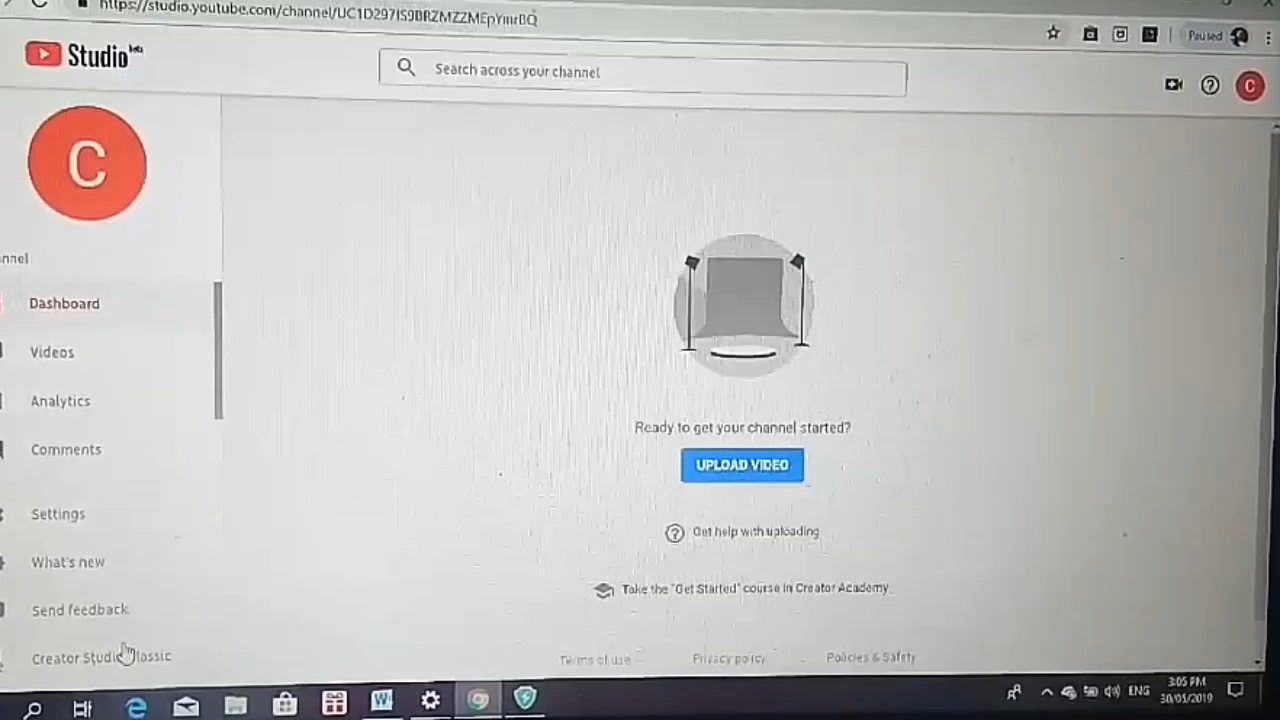 Studio beta
Search across your channel
Paused
C
C
nnel
Dashboard
Videos
Analytics
Comments
Settings
What's new
Send feedback
Creator Studio Classic
Ready to get your channel started?
UPLOAD VIDEO
Get help with uploading
Take the "Get Started" course in Creator Academy
Terms of use
Privacy policy
Policies & Safety
W
ENG
3:05 PM
30/05/2019